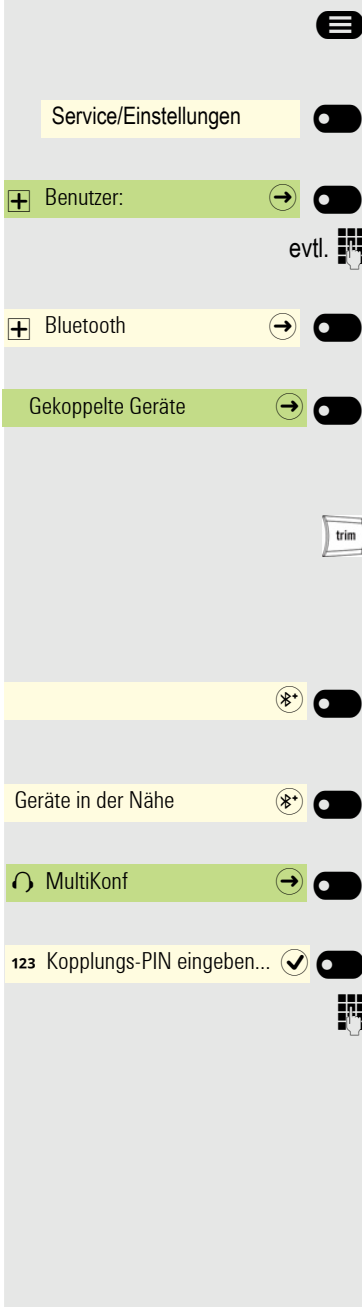 Service/Einstellungen
Benutzer:
evtl.
Bluetooth
Gekoppelte Geräte
trim
Geräte in der Nähe
MultiKonf
123 Kopplungs-PIN eingeben...